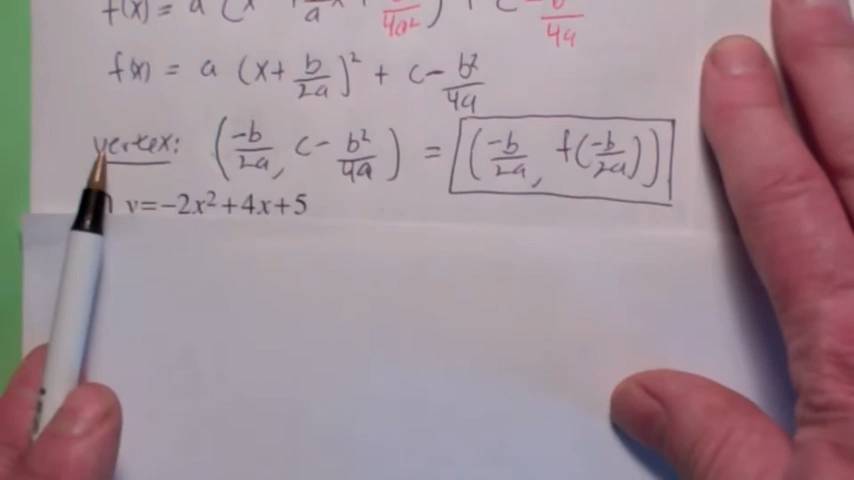 f(x) = a (x
f(x) = a (x + b/2a)² + c - b²/4a
vertex: (-b/2a, c - b²/4a) = (-b/2a, f(-b/2a))
y=−2x²+4x+5